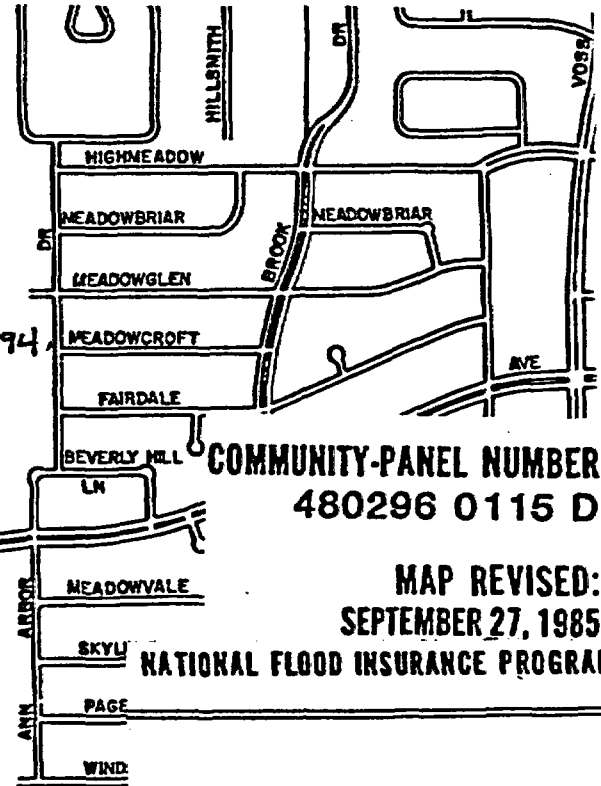 DR
VOSS
HILLSMITH
HIGHMEADOW
MEADOWBRIAR
MEADOWBRIAR
DR
BROOK
MEADOWGLEN
94
MEADOWCROFT
AVE
FAIRDALE
BEVERLY HILL
LN
COMMUNITY-PANEL NUMBER
480296 0115 D
MAP REVISED:
SEPTEMBER 27, 1985
ARBOR
MEADOWVALE
SKYLI
NATIONAL FLOOD INSURANCE PROGRA
ANN
PAGE
WIND